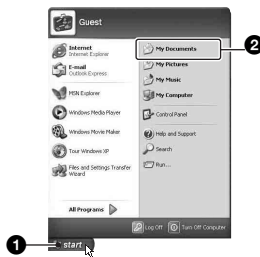 Guest
Internet
Internet Explorer
E-mail
Outlook Express
MSN Explorer
Windows Media Player
Windows Movie Maker
Tour Windows XP
Files and Settings Transfer
Wizard
All Programs
My Documents
2
My Pictures
My Music
My Computer
Control Panel
Help and Support
Search
Run...
Log Off
Turn Off Computer
1
start